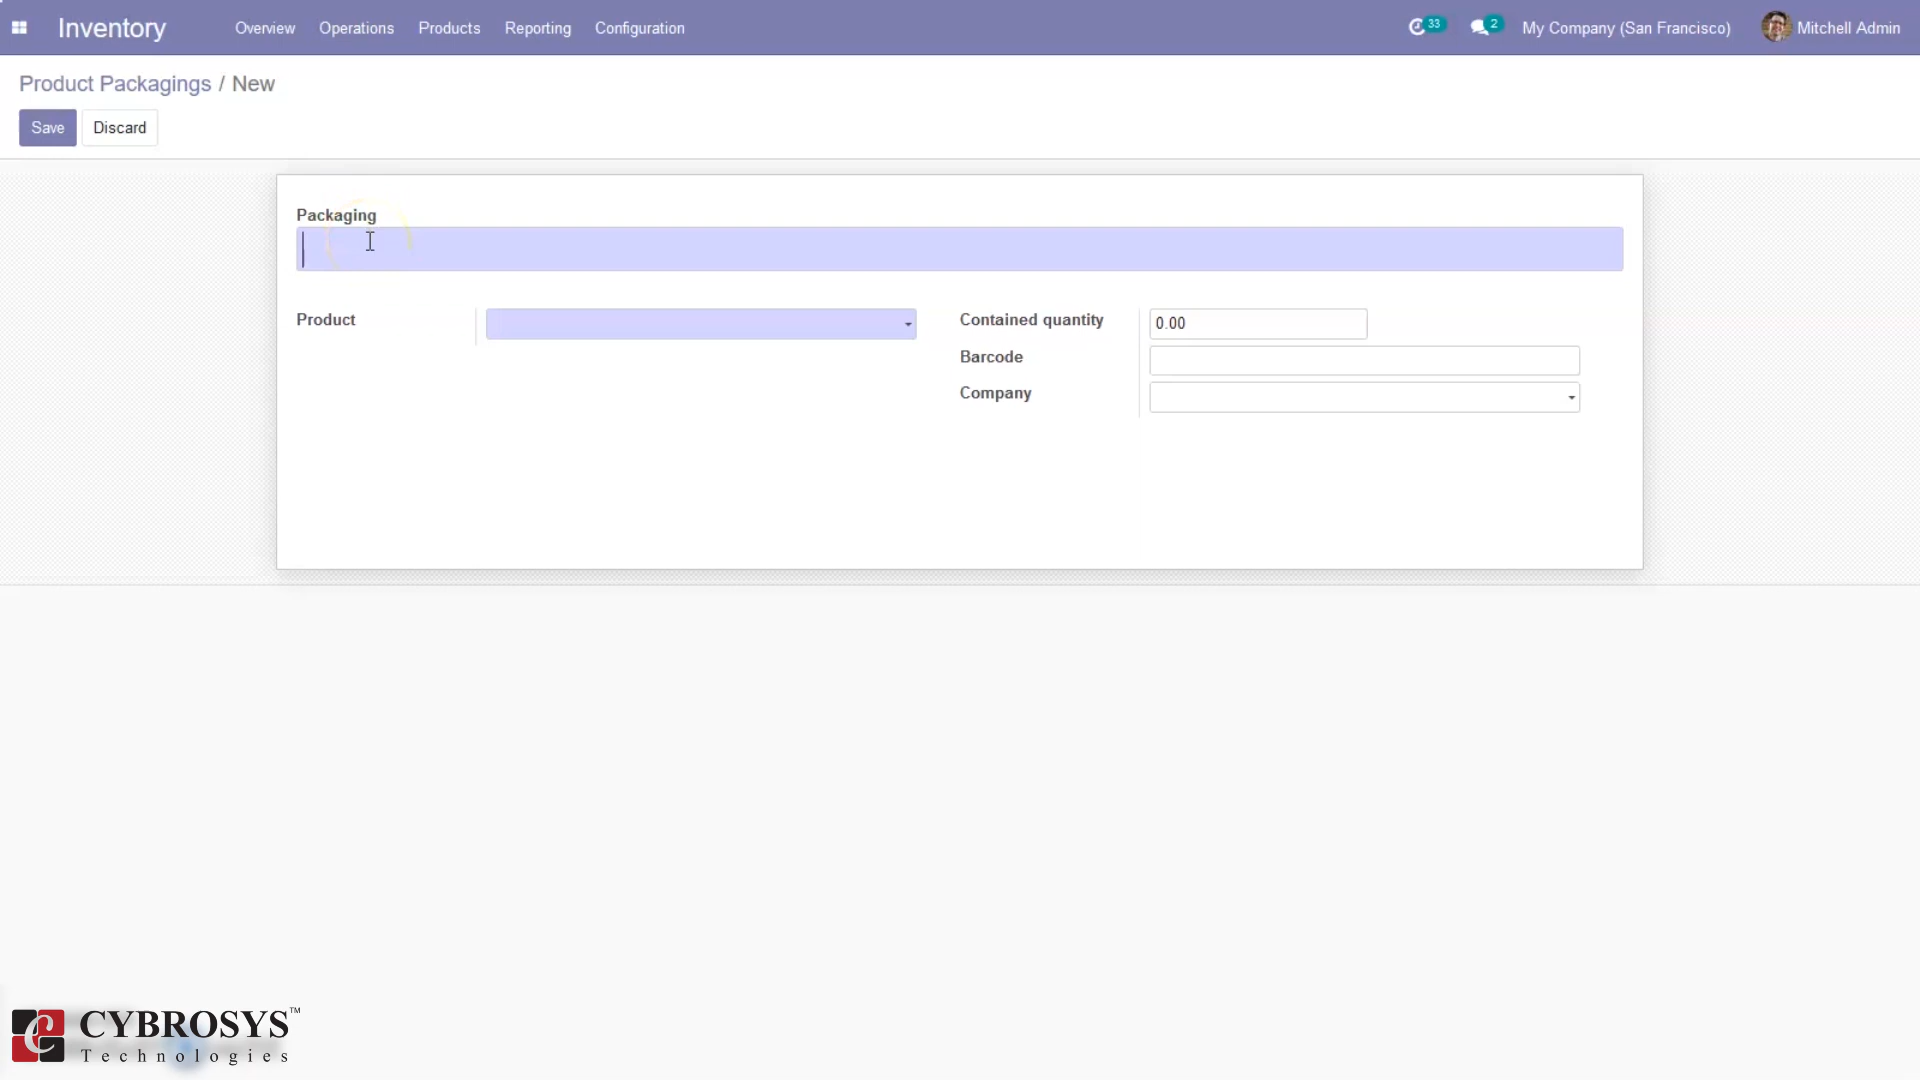 Inventory
Overview Operations Products Reporting Configuration
33 2 My Company (San Francisco) Mitchell Admin
Product Packagings / New
Save Discard
Packaging
Product
Contained quantity 0.00
Barcode
Company
CYBROSYS™
Technologies